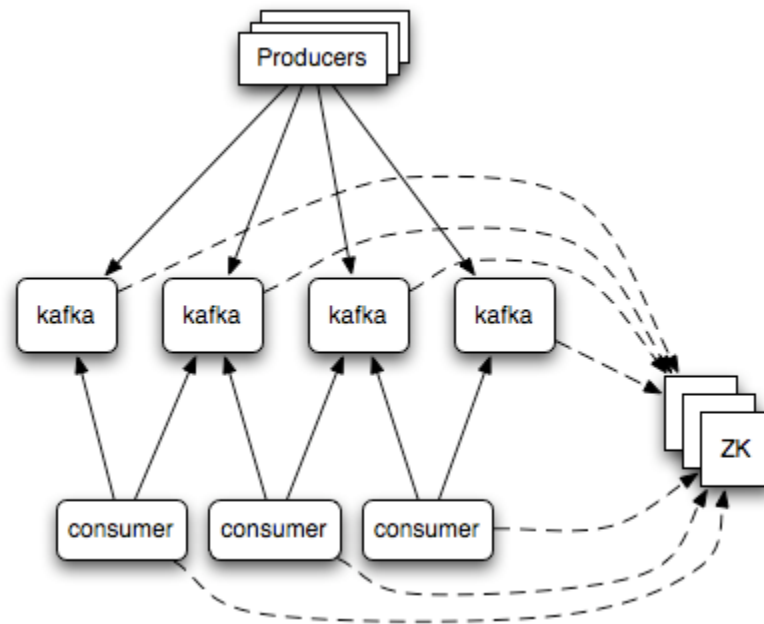 Producers
kafka
kafka
kafka
kafka
ZK
consumer
consumer
consumer